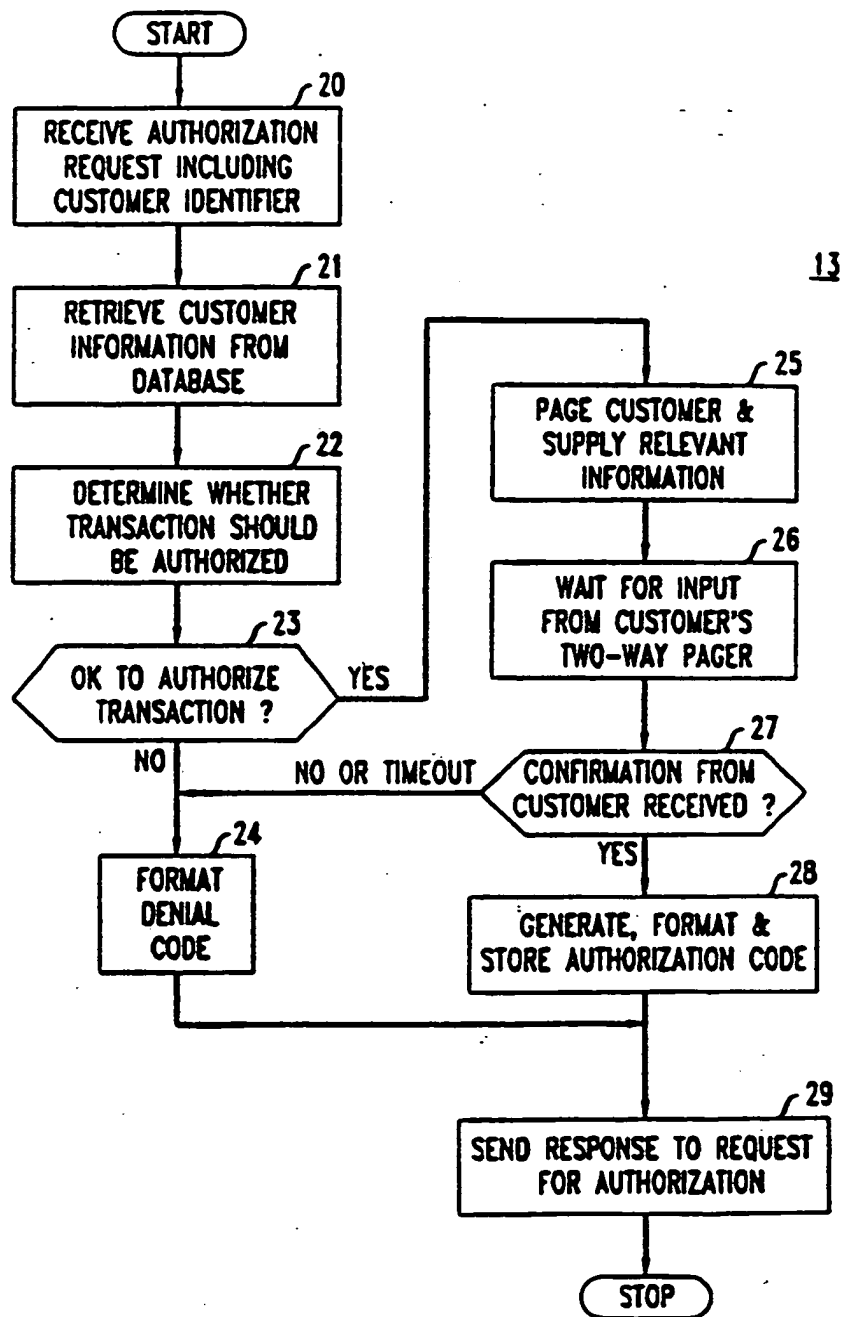 START
20
RECEIVE AUTHORIZATION
REQUEST INCLUDING
CUSTOMER IDENTIFIER
21
RETRIEVE CUSTOMER
INFORMATION FROM
DATABASE
22
DETERMINE WHETHER
TRANSACTION SHOULD
BE AUTHORIZED
23
OK TO AUTHORIZE
TRANSACTION ?
YES
NO
24
FORMAT
DENIAL
CODE
13
25
PAGE CUSTOMER &
SUPPLY RELEVANT
INFORMATION
26
WAIT FOR INPUT
FROM CUSTOMER'S
TWO-WAY PAGER
27
CONFIRMATION FROM
CUSTOMER RECEIVED ?
NO OR TIMEOUT
YES
28
GENERATE, FORMAT &
STORE AUTHORIZATION CODE
29
SEND RESPONSE TO REQUEST
FOR AUTHORIZATION
STOP